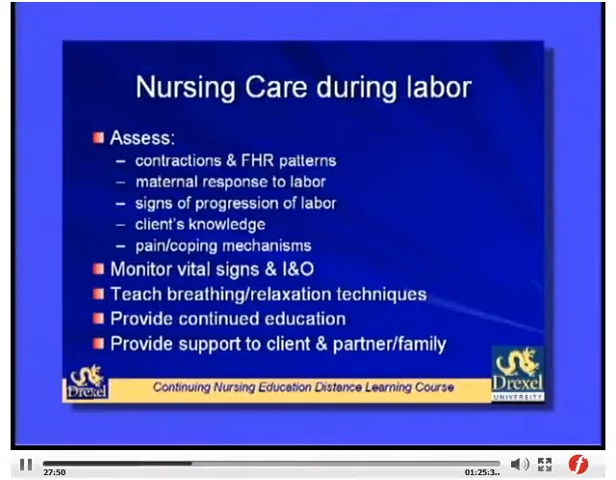 Nursing Care during labor
Assess:
– contractions & FHR patterns
– maternal response to labor
– signs of progression of labor
– client's knowledge
– pain/coping mechanisms
Monitor vital signs & I&O
Teach breathing/relaxation techniques
Provide continued education
Provide support to client & partner/family
Drexel
Continuing Nursing Education Distance Learning Course
Drexel
UNIVERSITY
27:50
01:25:3..